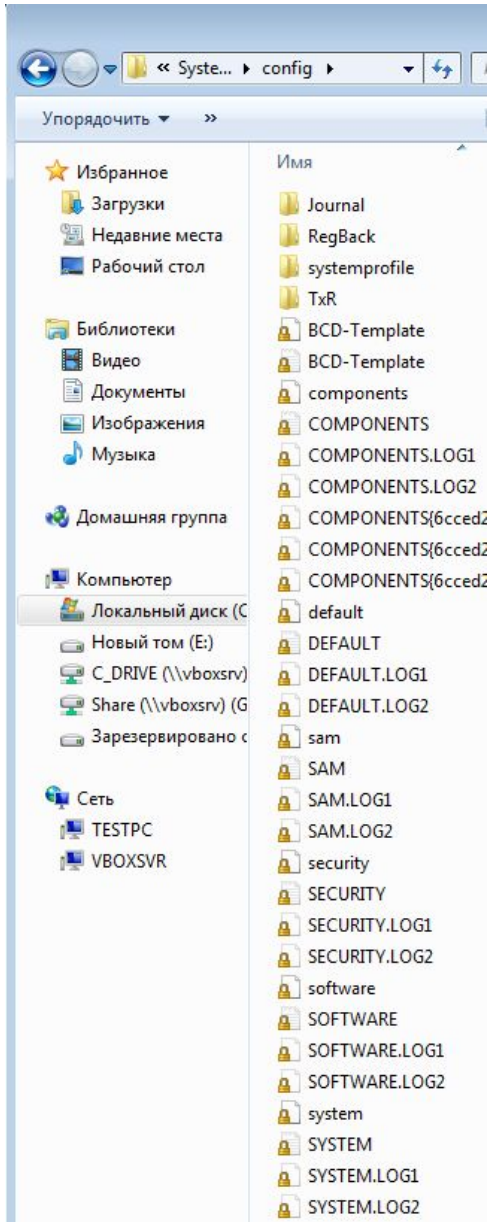 « Syste... ▸ config ▸
Упорядочить ▼ »
Избранное
Загрузки
Недавние места
Рабочий стол
Библиотеки
Видео
Документы
Изображения
Музыка
Домашняя группа
Компьютер
Локальный диск (C
Новый том (E:)
C_DRIVE (\\vboxsrv)
Share (\\vboxsrv) (G
Зарезервировано с
Сеть
TESTPC
VBOXSVR
Имя
Journal
RegBack
systemprofile
TxR
BCD-Template
BCD-Template
components
COMPONENTS
COMPONENTS.LOG1
COMPONENTS.LOG2
COMPONENTS{6cced2
COMPONENTS{6cced2
COMPONENTS{6cced2
default
DEFAULT
DEFAULT.LOG1
DEFAULT.LOG2
sam
SAM
SAM.LOG1
SAM.LOG2
security
SECURITY
SECURITY.LOG1
SECURITY.LOG2
software
SOFTWARE
SOFTWARE.LOG1
SOFTWARE.LOG2
system
SYSTEM
SYSTEM.LOG1
SYSTEM.LOG2